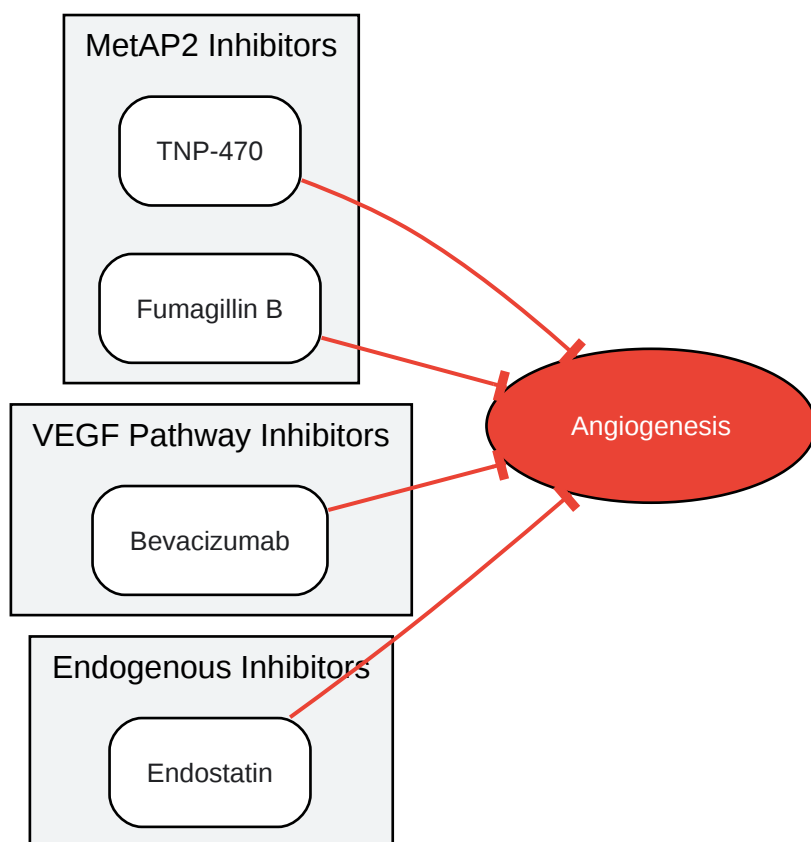 MetAP2 Inhibitors
TNP-470
Fumagillin B
VEGF Pathway Inhibitors
Bevacizumab
Endogenous Inhibitors
Endostatin
Angiogenesis